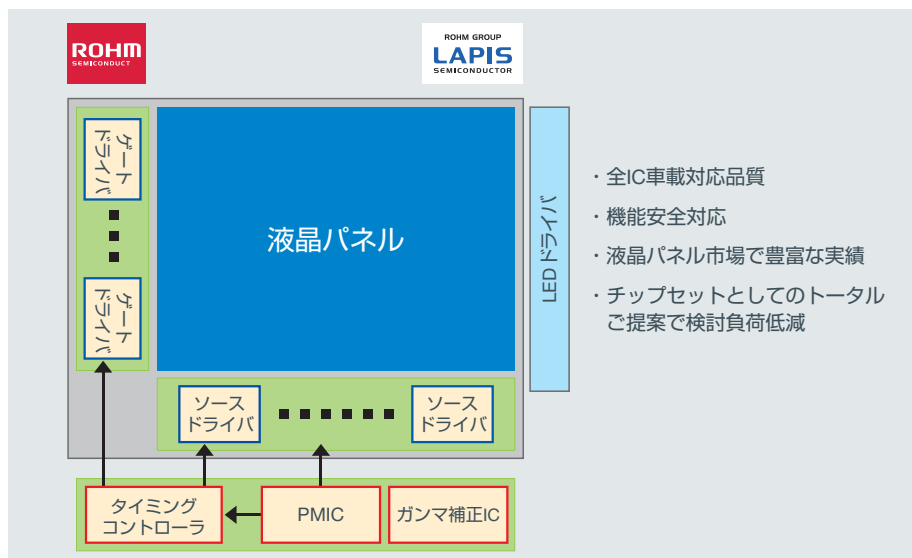 ROHM
SEMICONDUCT
ROHM GROUP
LAPIS
SEMICONDUCTOR
ゲート
ドライバ
ゲート
ドライバ
液晶パネル
LEDドライバ
・全IC車載対応品質
・機能安全対応
・液晶パネル市場で豊富な実績
・チップセットとしてのトータル
ご提案で検討負荷低減
ソース
ドライバ
ソース
ドライバ
タイミング
コントローラ
PMIC
ガンマ補正IC